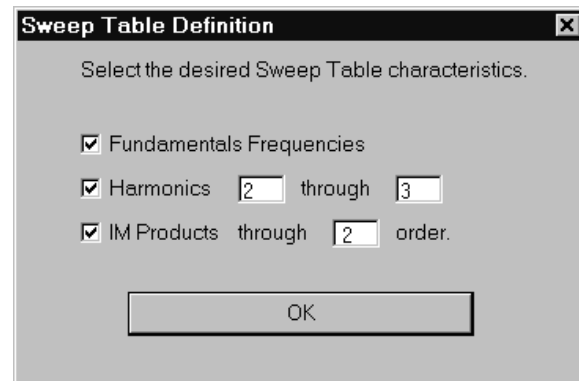 Sweep Table Definition
Select the desired Sweep Table characteristics.
Fundamentals Frequencies
Harmonics 2 through 3
IM Products through 2 order.
OK